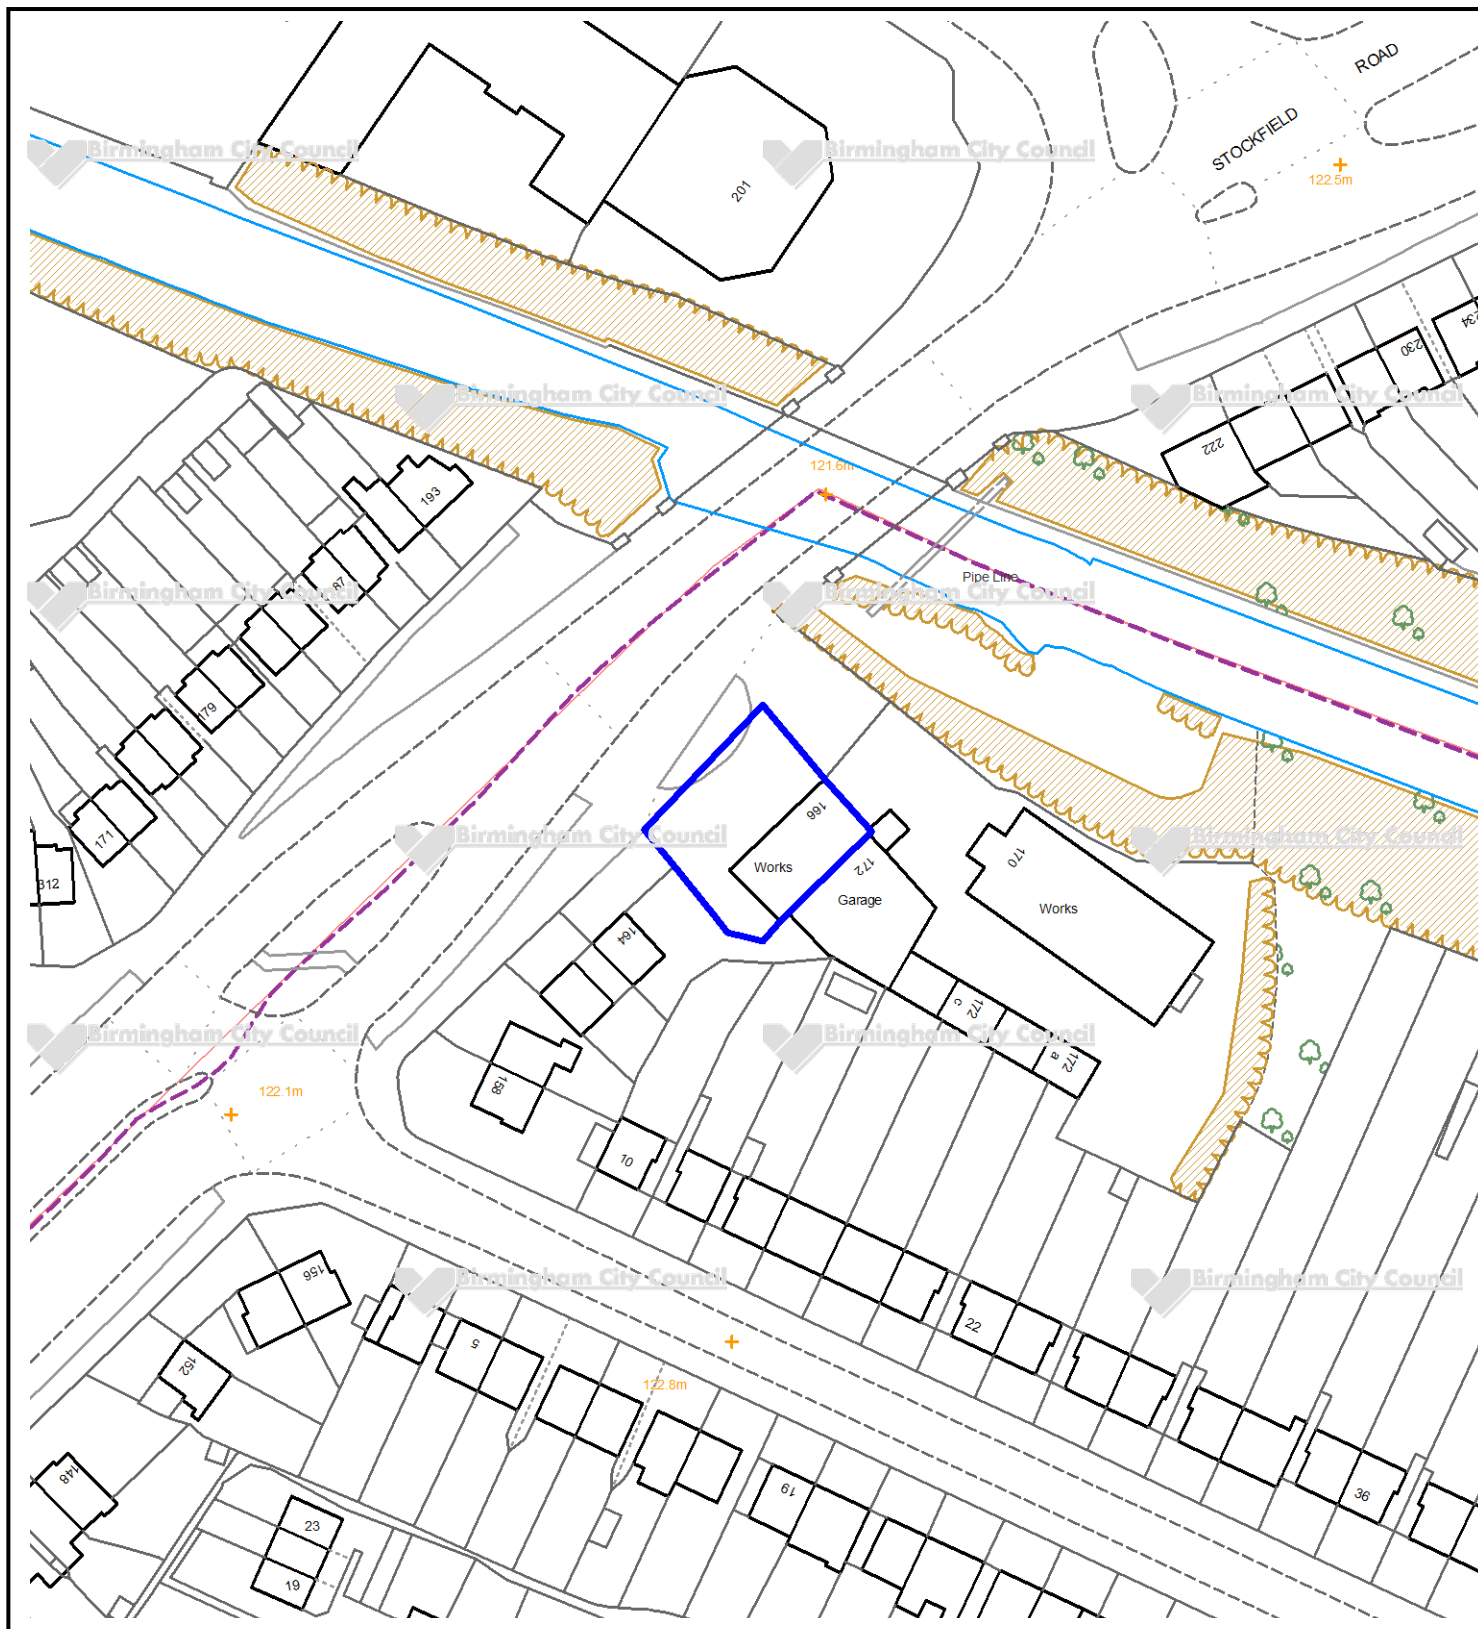 ROAD
STOCKFIELD
122.5m
Birmingham City Council
Birmingham City Council
201
234
230
Birmingham City Council
Birmingham City Council
222
121.6m
193
Pipe Line
87
Birmingham City Council
Birmingham City Council
179
166
171
Birmingham City Council
Birmingham City Council
170
172
Works
312
Garage
Works
164
172
c
Birmingham City Council
Birmingham City Council
172
a
158
122.1m
10
156
Birmingham City Council
Birmingham City Council
22
5
152
122.8m
148
19
36
23
19